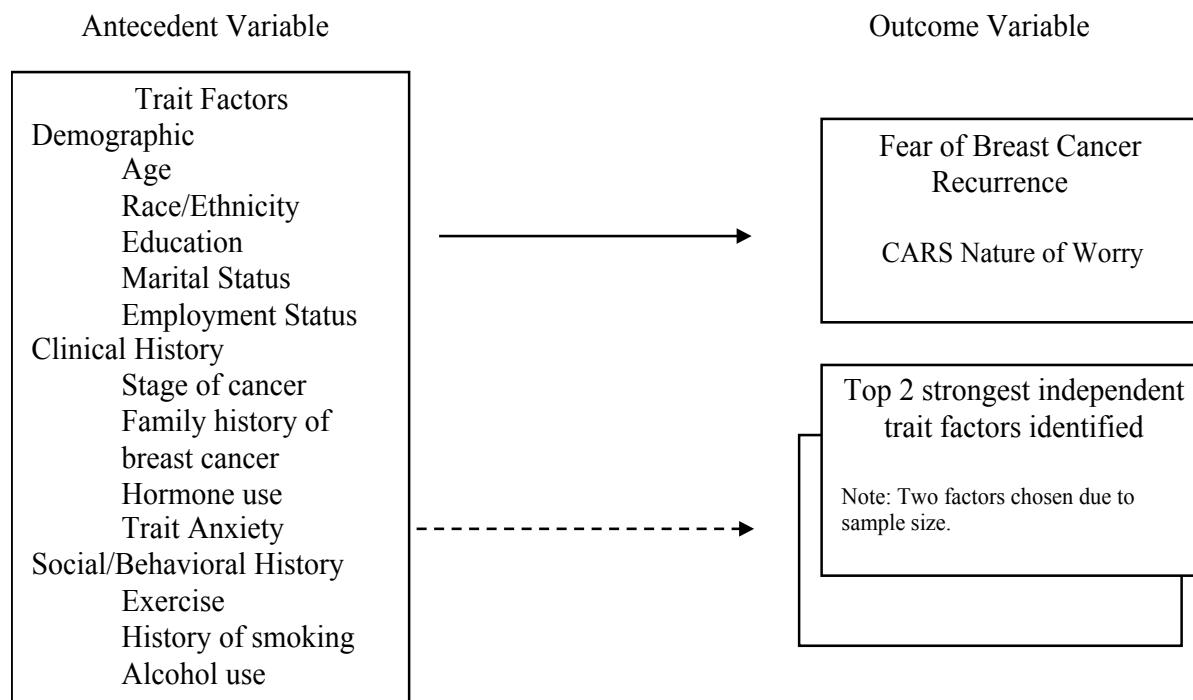 Antecedent Variable
Outcome Variable
Trait Factors
Demographic
Age
Race/Ethnicity
Education
Marital Status
Employment Status
Clinical History
Stage of cancer
Family history of
breast cancer
Hormone use
Trait Anxiety
Social/Behavioral History
Exercise
History of smoking
Alcohol use
Fear of Breast Cancer
Recurrence
CARS Nature of Worry
Top 2 strongest independent
trait factors identified
Note: Two factors chosen due to
sample size.